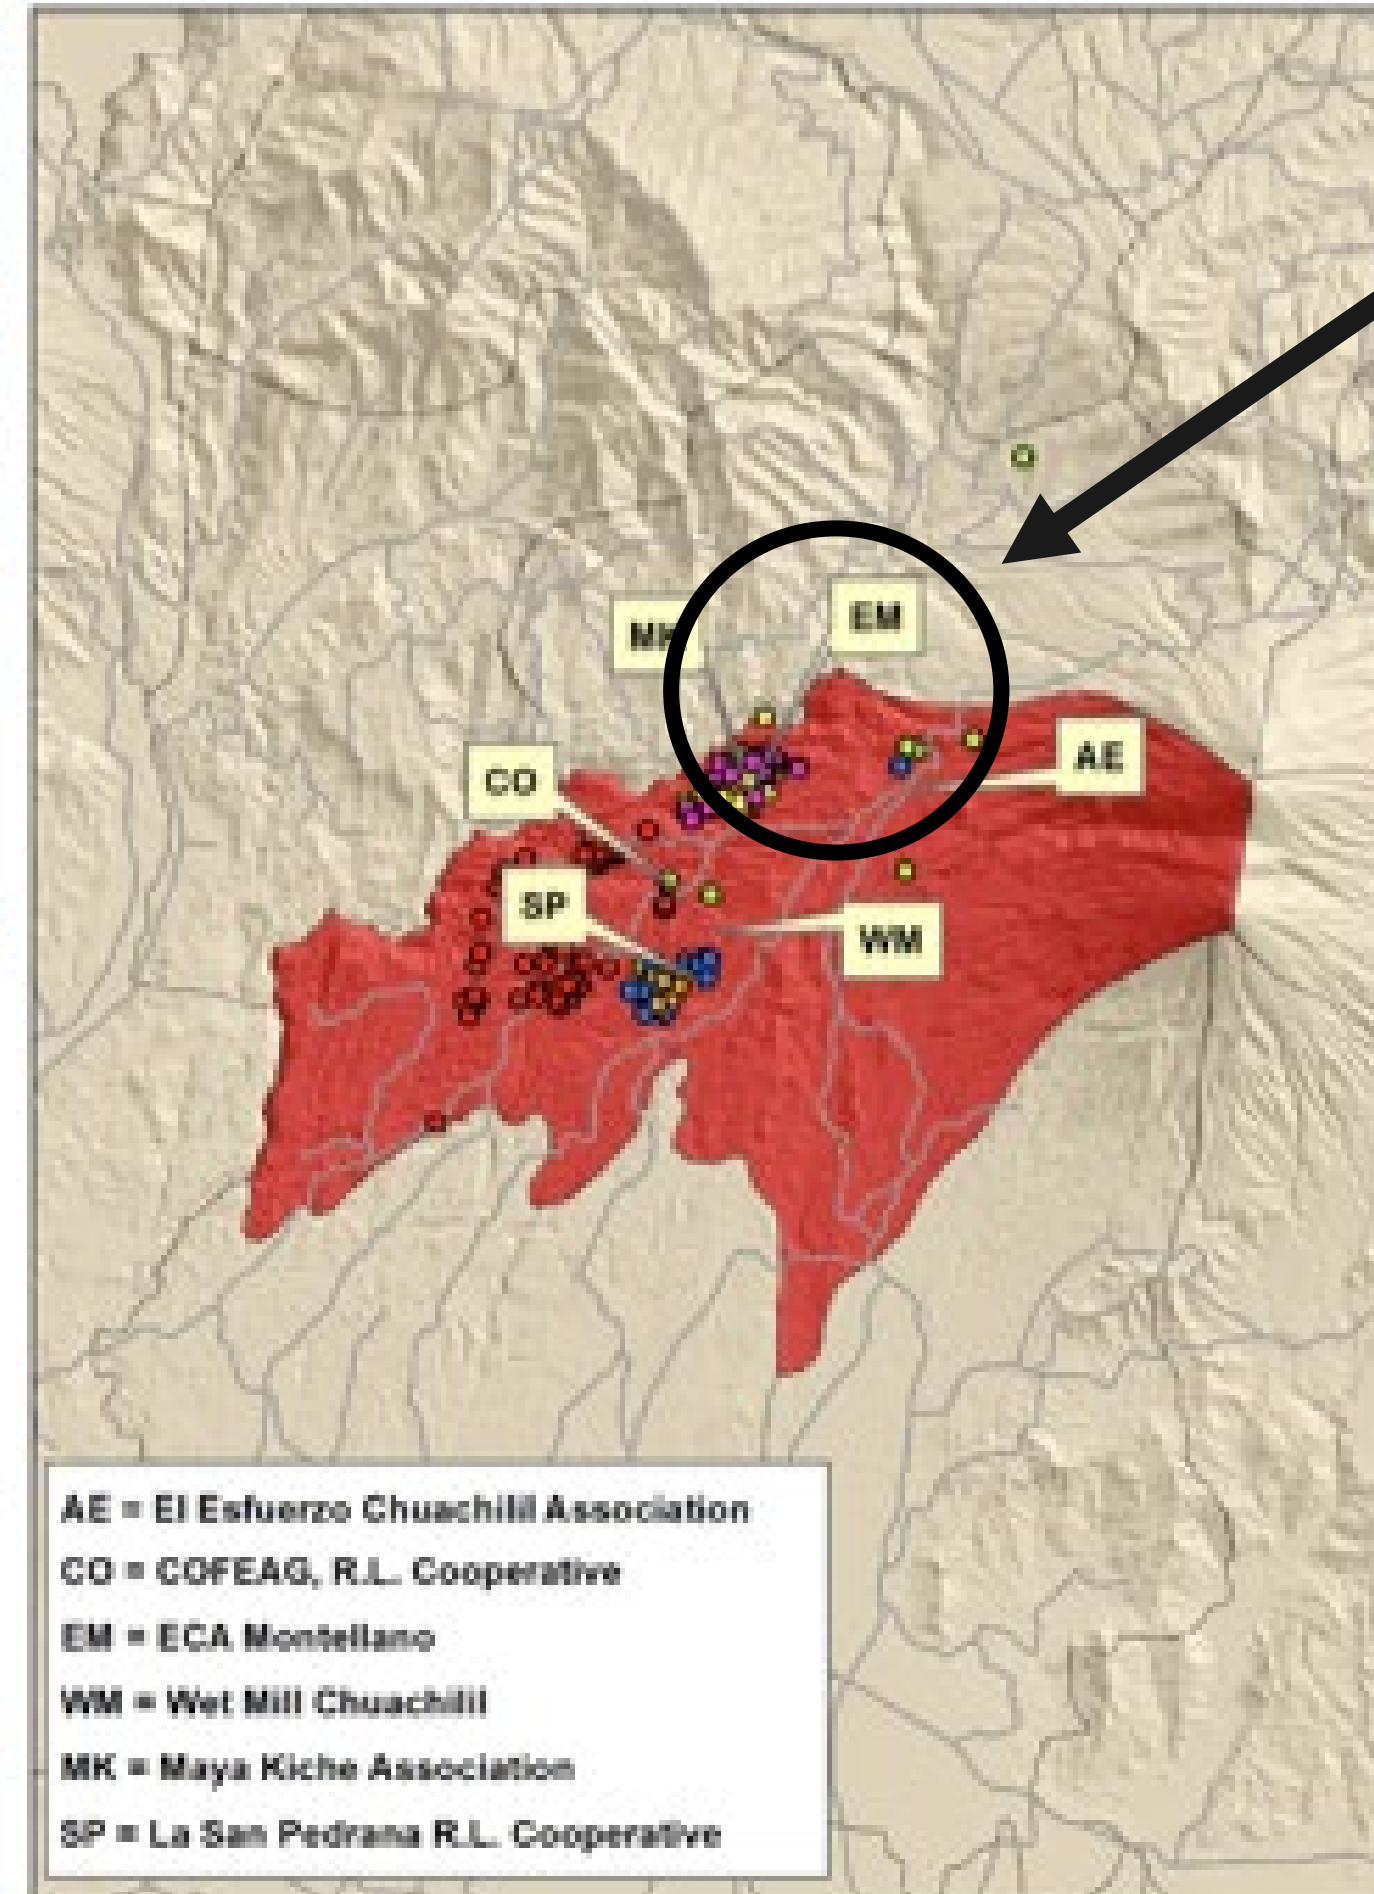 EM
MK
AE
CO
SP
WM
AE = El Esfuerzo Chuachilil Association
CO = COFEAG, R.L. Cooperative
EM = ECA Montellano
WM = Wet Mill Chuachilil
MK = Maya Kiche Association
SP = La San Pedrana R.L. Cooperative